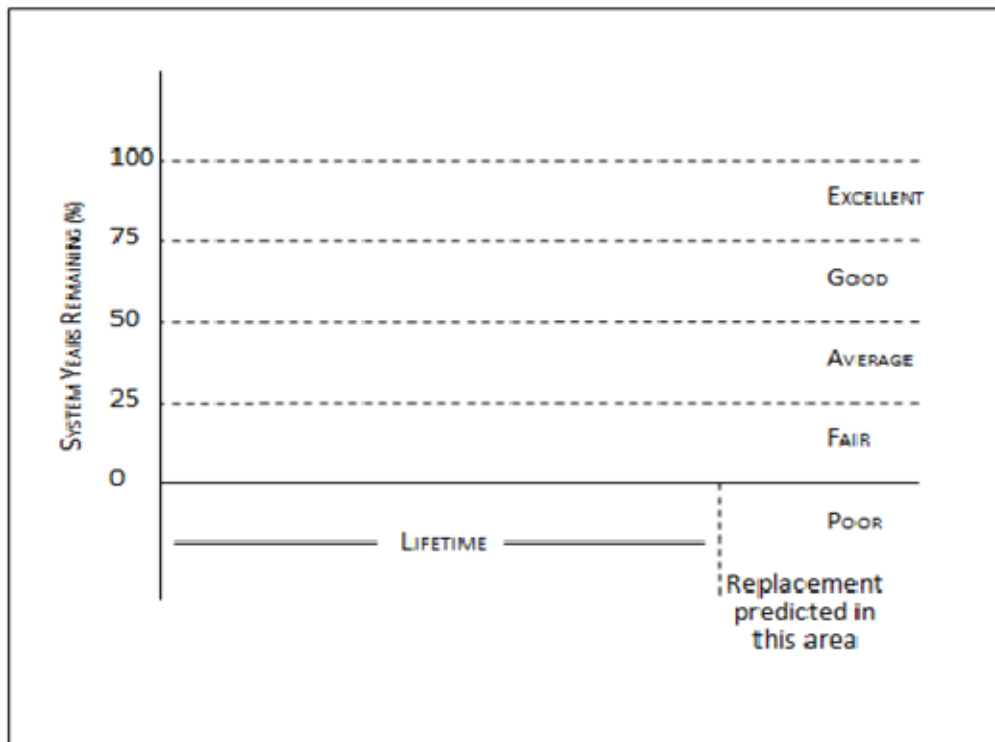 100
EXCELLENT
75
GOOD
SYSTEM YEARS REMAINING (%)
50
AVERAGE
25
FAIR
0
POOR
LIFETIME
Replacement
predicted in
this area